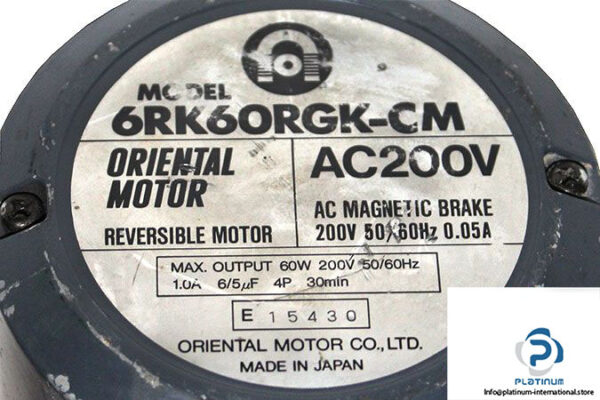 MODEL
6RK60RGK-CM
ORIENTAL
MOTOR
REVERSIBLE MOTOR
AC200V
AC MAGNETIC BRAKE
200V 50/60Hz 0.05A
MAX. OUTPUT 60W 200V 50/60Hz
1.0A 6/5μF 4P 30min
E 15430
ORIENTAL MOTOR CO.,LTD.
MADE IN JAPAN
PLATINUM
Info@platinum-international.store